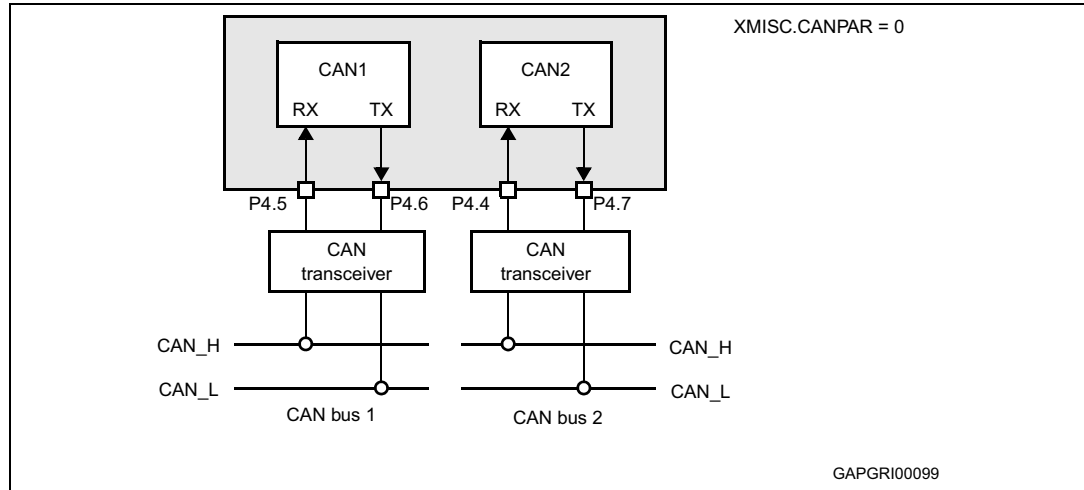 XMISC.CANPAR = 0
CAN1
CAN2
RX TX
RX TX
P4.5
P4.6
P4.4
P4.7
CAN
transceiver
CAN
transceiver
CAN_H
CAN_H
CAN_L
CAN_L
CAN bus 1
CAN bus 2
GAPGRI00099